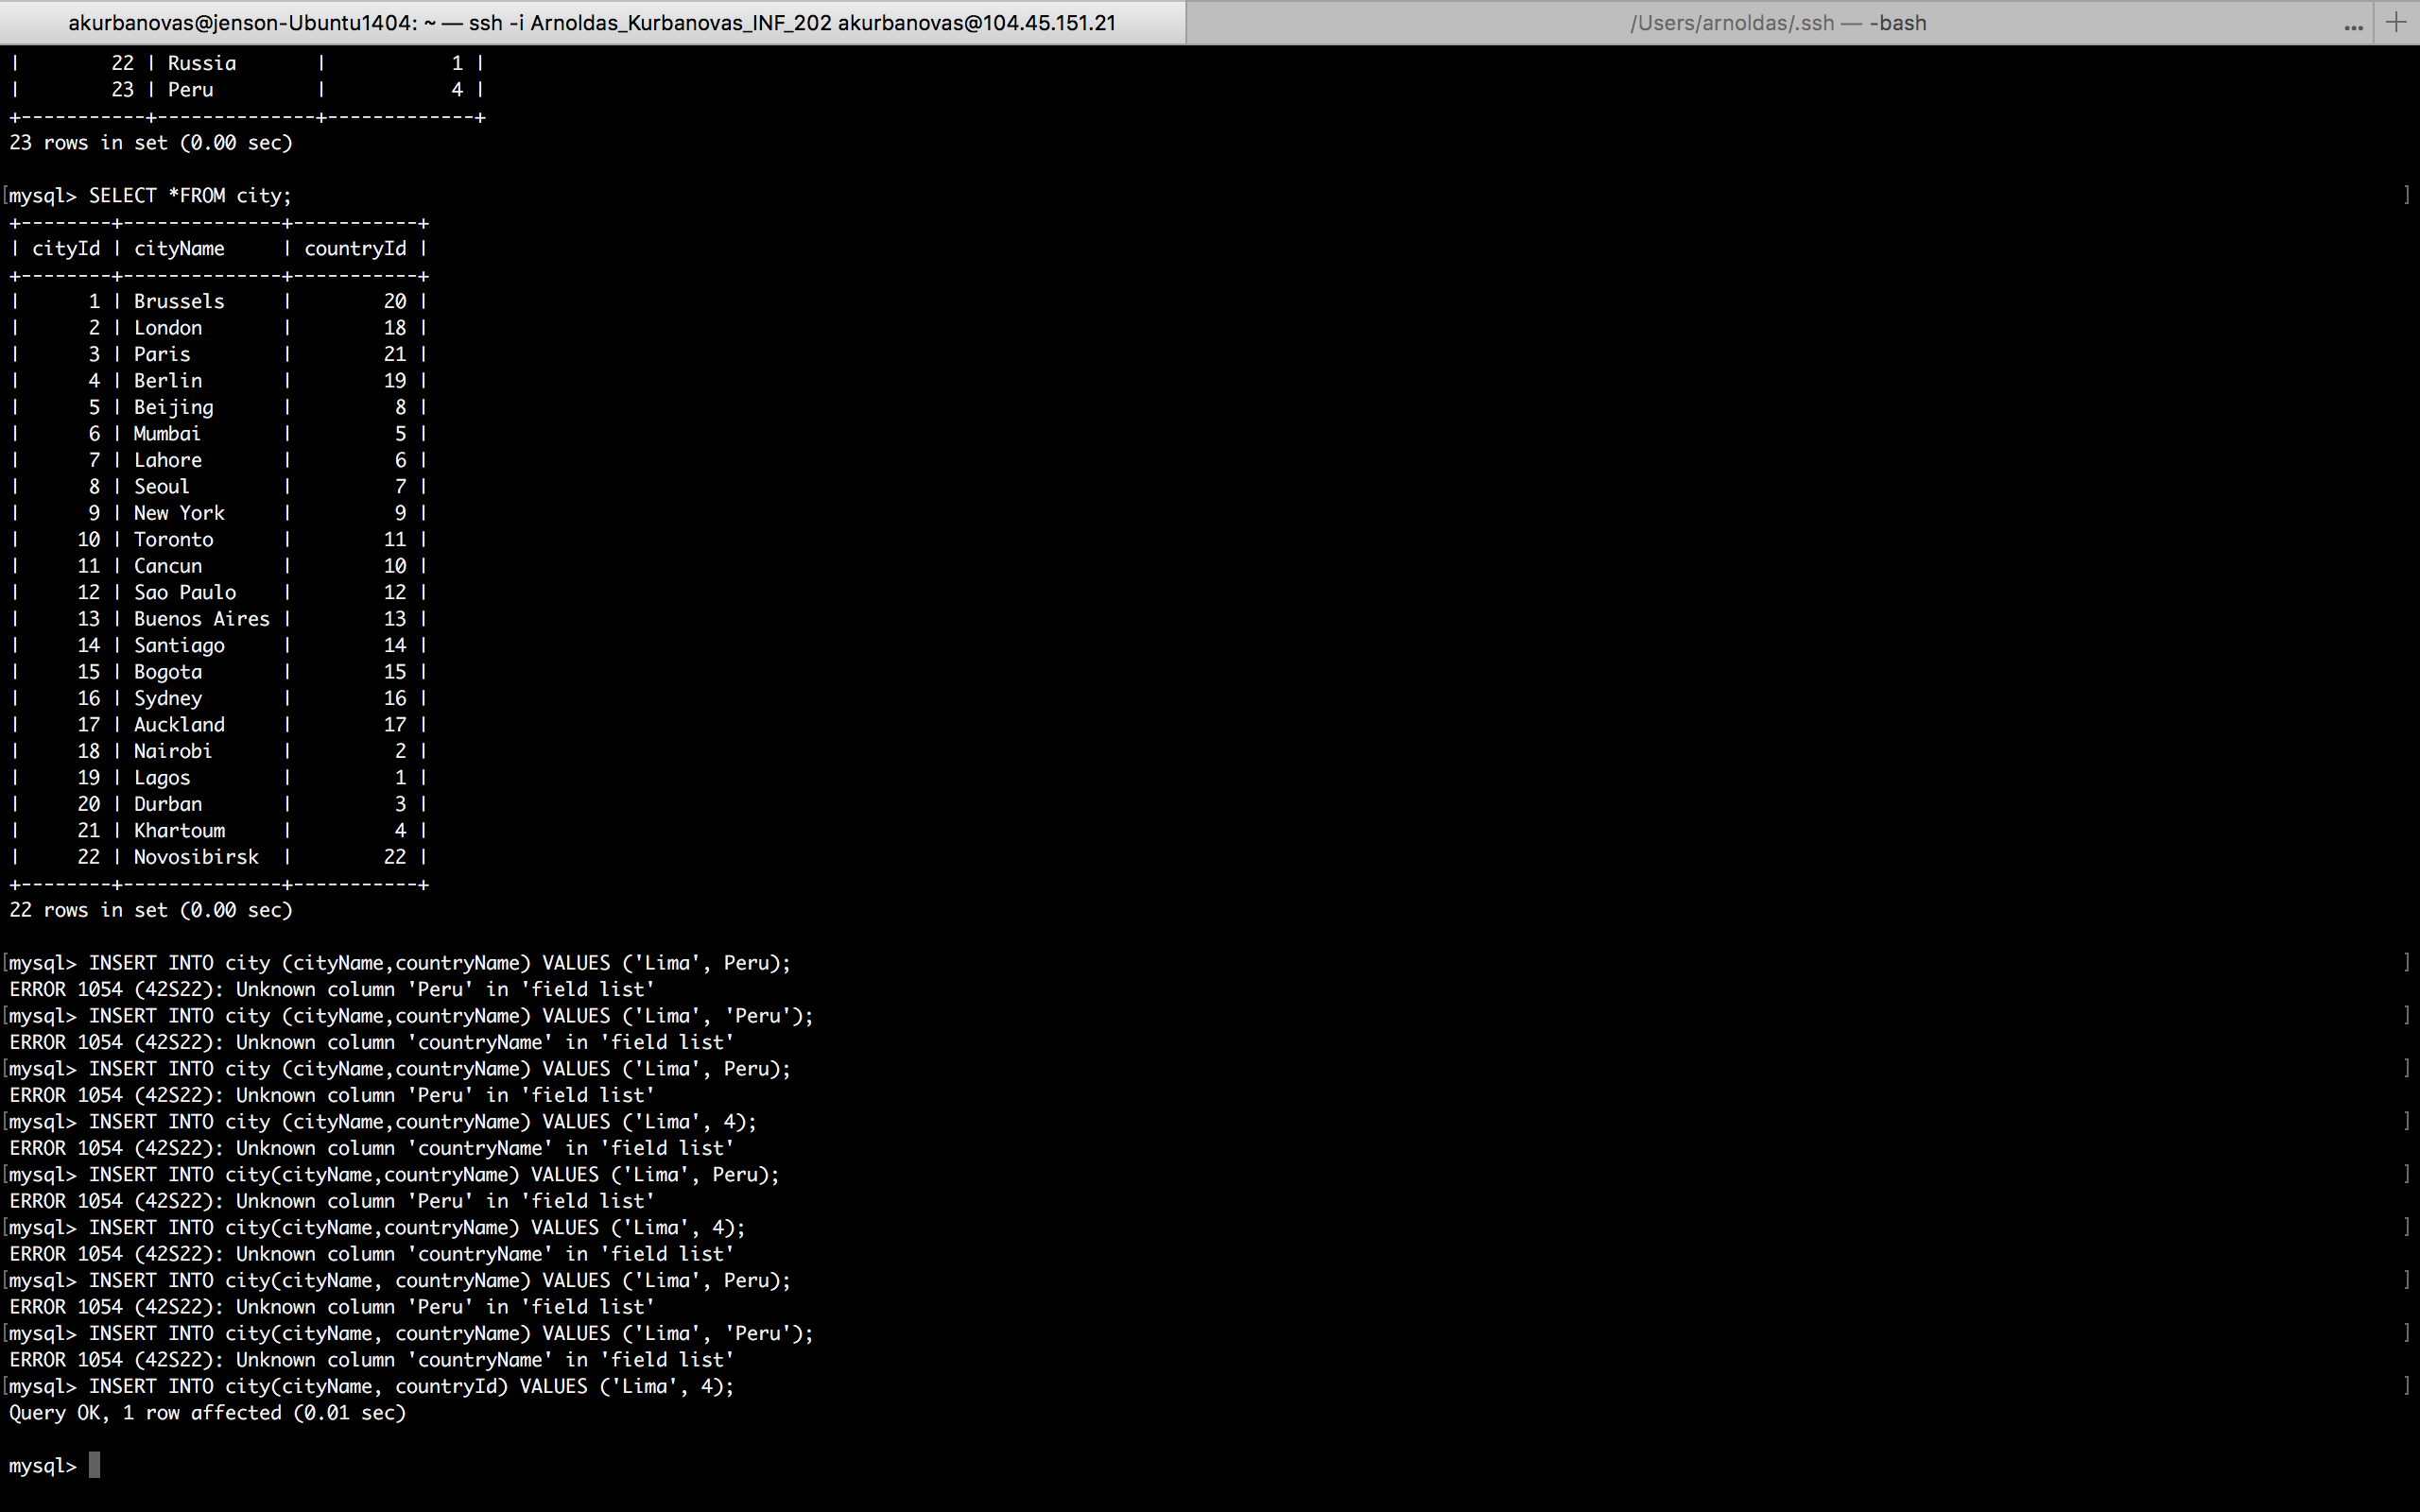 akurbanovas@jenson-Ubuntu1404: ~ — ssh -i Arnoldas_Kurbanovas_INF_202 akurbanovas@104.45.151.21
/Users/arnoldas/.ssh — -bash
... +
|        22 | Russia       |           1 |
|        23 | Peru         |           4 |
+-----------+--------------+-------------+
23 rows in set (0.00 sec)
[mysql> SELECT *FROM city; ]
+--------+--------------+-----------+
| cityId | cityName     | countryId |
+--------+--------------+-----------+
|      1 | Brussels     |        20 |
|      2 | London       |        18 |
|      3 | Paris        |        21 |
|      4 | Berlin       |        19 |
|      5 | Beijing      |         8 |
|      6 | Mumbai       |         5 |
|      7 | Lahore       |         6 |
|      8 | Seoul        |         7 |
|      9 | New York     |         9 |
|     10 | Toronto      |        11 |
|     11 | Cancun       |        10 |
|     12 | Sao Paulo    |        12 |
|     13 | Buenos Aires |        13 |
|     14 | Santiago     |        14 |
|     15 | Bogota       |        15 |
|     16 | Sydney       |        16 |
|     17 | Auckland     |        17 |
|     18 | Nairobi      |         2 |
|     19 | Lagos        |         1 |
|     20 | Durban       |         3 |
|     21 | Khartoum     |         4 |
|     22 | Novosibirsk  |        22 |
+--------+--------------+-----------+
22 rows in set (0.00 sec)
[mysql> INSERT INTO city (cityName,countryName) VALUES ('Lima', Peru); ]
ERROR 1054 (42S22): Unknown column 'Peru' in 'field list'
[mysql> INSERT INTO city (cityName,countryName) VALUES ('Lima', 'Peru'); ]
ERROR 1054 (42S22): Unknown column 'countryName' in 'field list'
[mysql> INSERT INTO city (cityName,countryName) VALUES ('Lima', Peru); ]
ERROR 1054 (42S22): Unknown column 'Peru' in 'field list'
[mysql> INSERT INTO city (cityName,countryName) VALUES ('Lima', 4); ]
ERROR 1054 (42S22): Unknown column 'countryName' in 'field list'
[mysql> INSERT INTO city(cityName,countryName) VALUES ('Lima', Peru); ]
ERROR 1054 (42S22): Unknown column 'Peru' in 'field list'
[mysql> INSERT INTO city(cityName,countryName) VALUES ('Lima', 4); ]
ERROR 1054 (42S22): Unknown column 'countryName' in 'field list'
[mysql> INSERT INTO city(cityName, countryName) VALUES ('Lima', Peru); ]
ERROR 1054 (42S22): Unknown column 'Peru' in 'field list'
[mysql> INSERT INTO city(cityName, countryName) VALUES ('Lima', 'Peru'); ]
ERROR 1054 (42S22): Unknown column 'countryName' in 'field list'
[mysql> INSERT INTO city(cityName, countryId) VALUES ('Lima', 4); ]
Query OK, 1 row affected (0.01 sec)
mysql>